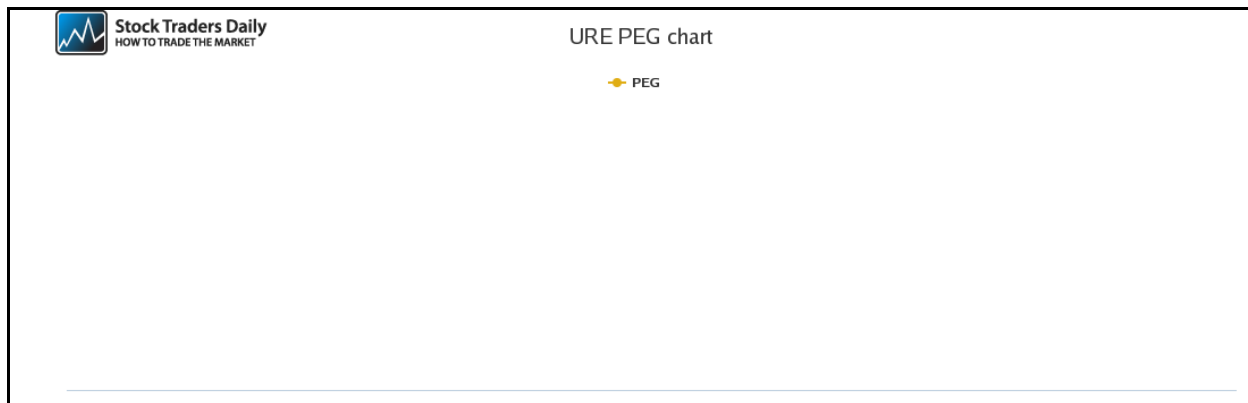 Stock Traders Daily
HOW TO TRADE THE MARKET
URE PEG chart
PEG